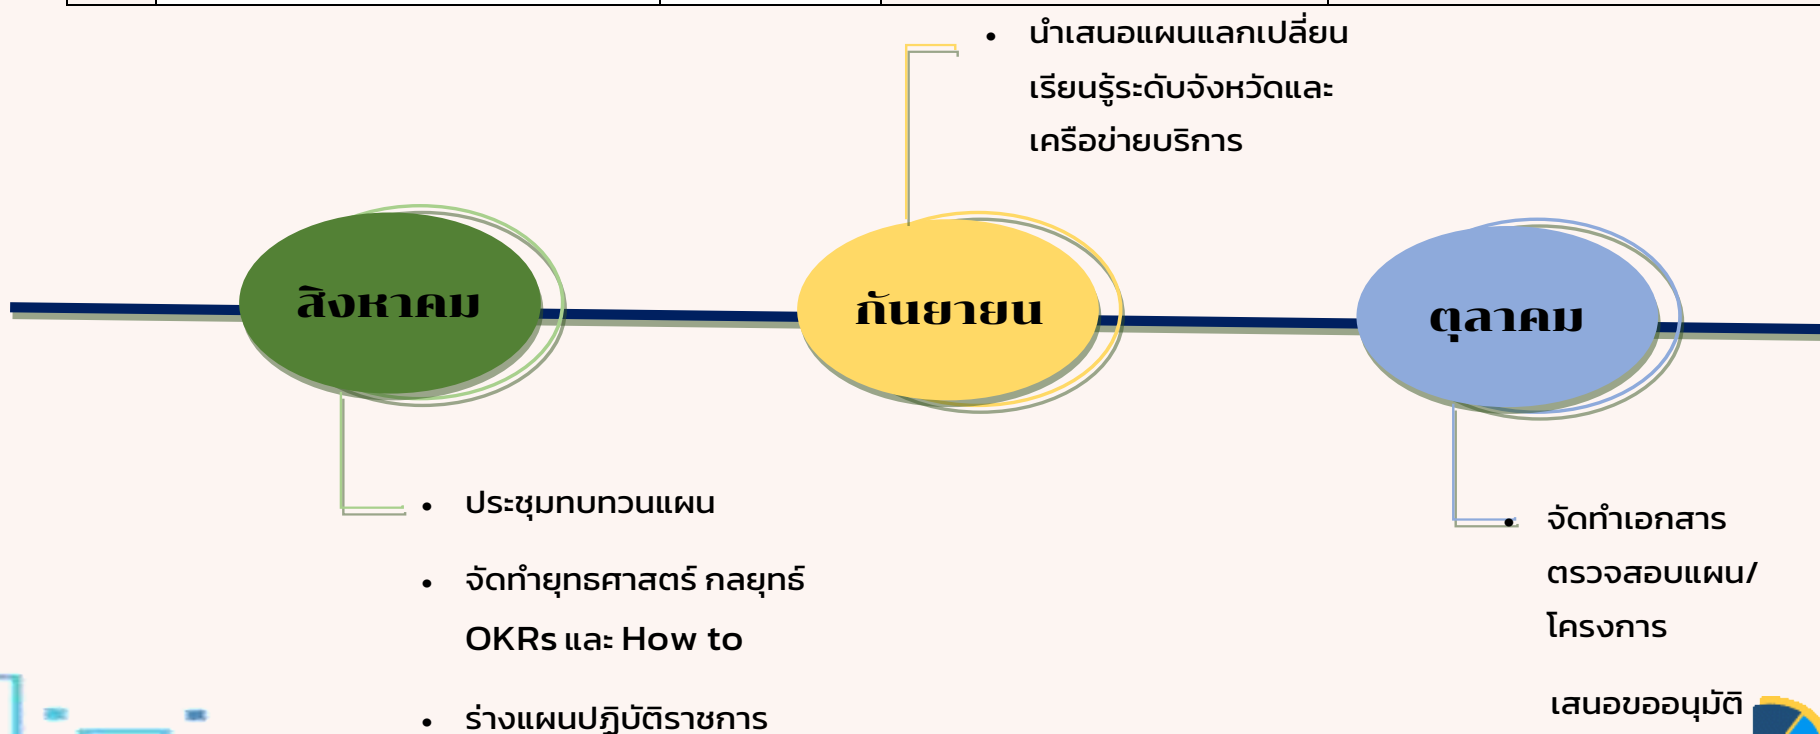 นำเสนอแผนแลกเปลี่ยน
เรียนรู้ระดับจังหวัดและ
เครือข่ายบริการ
สิงหาคม
กันยายน
ตุลาคม
ประชุมทบทวนแผน
จัดทำยุทธศาสตร์ กลยุทธ์
OKRs และ How to
ร่างแผนปฏิบัติราชการ
จัดทำเอกสาร
ตรวจสอบแผน/
โครงการ
เสนอขออนุมัติ